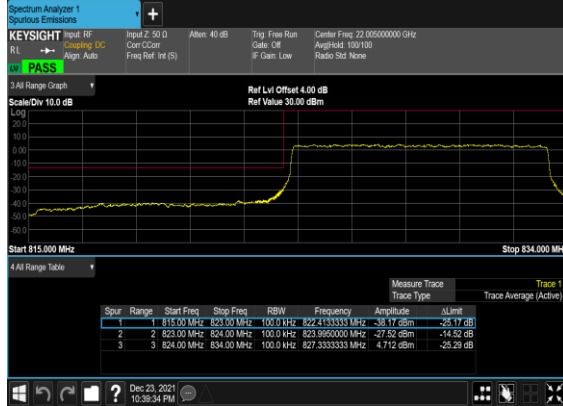 Spectrum Analyzer 1
Spurious Emissions
+
KEYSIGHT
RL
PASS
Input: RF
Coupling: DC
Align: Auto
Input Z: 50 Ω
Corr CCorr
Freq Ref: Int (S)
Atten: 40 dB
Trig: Free Run
Gate: Off
IF Gain: Low
Center Freq: 22.005000000 GHz
Avg|Hold: 100/100
Radio Std: None
3 All Range Graph
Scale/Div 10.0 dB
Ref Lvl Offset 4.00 dB
Ref Value 30.00 dBm
Log
20.0
10.0
0.00
-10.0
-20.0
-30.0
-40.0
-50.0
-60.0
Start 815.000 MHz
Stop 834.000 MH
4 All Range Table
Measure Trace Trace 1
Trace Type Trace Average (Active)
Spur Range Start Freq Stop Freq RBW Frequency Amplitude ΔLimit
1 1 815.00 MHz 823.00 MHz 100.0 kHz 822.4133333 MHz -38.17 dBm -25.17 dB
2 2 823.00 MHz 824.00 MHz 100.0 kHz 823.9950000 MHz -27.52 dBm -14.52 dB
3 3 824.00 MHz 834.00 MHz 100.0 kHz 827.3333333 MHz 4.712 dBm -25.29 dB
?
Dec 23, 2021
10:39:34 PM